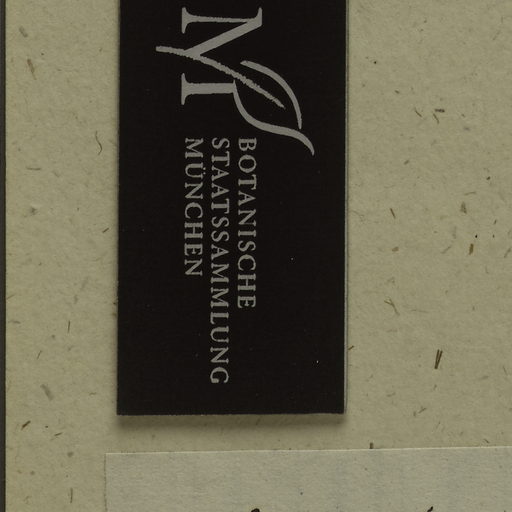 M
BOTANISCHE
STAATSSAMMLUNG
MÜNCHEN